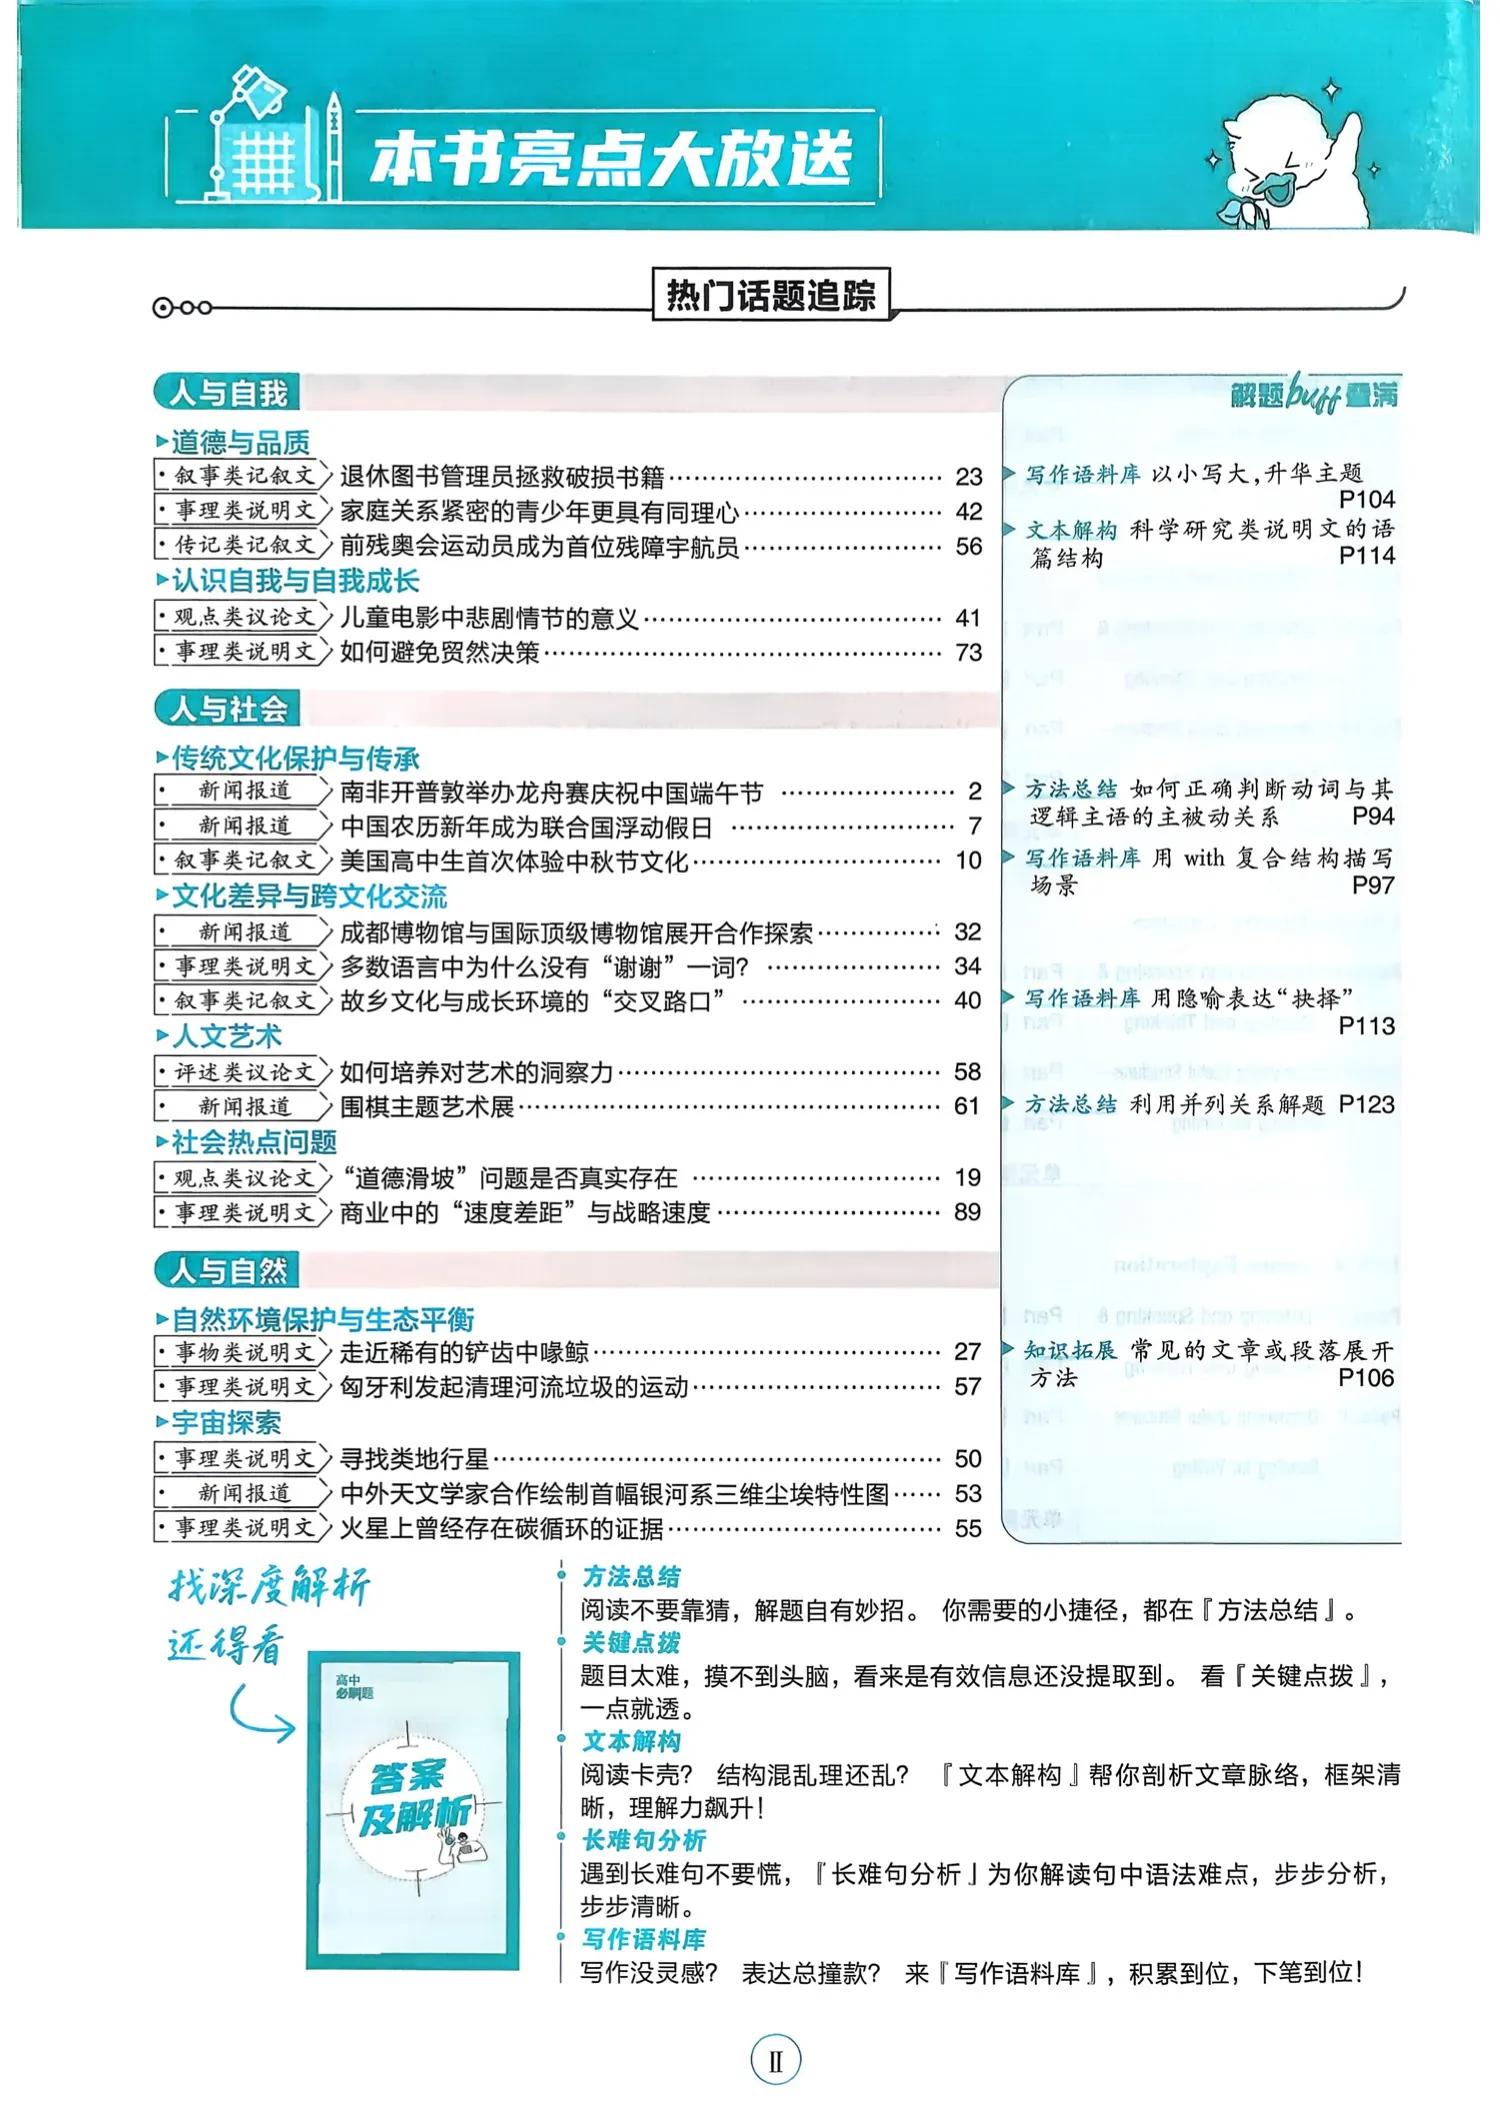 本书亮点大放送
热门话题追踪
人与自我
道德与品质
·叙事类记叙文 退休图书管理员拯救破损书籍…… 23
·事理类说明文 家庭关系紧密的青少年更具有同理心…… 42
·传记类记叙文 前残奥会运动员成为首位残障宇航员…… 56
认识自我与自我成长
·观点类议论文 儿童电影中悲剧情节的意义…… 41
·事理类说明文 如何避免贸然决策…… 73
人与社会
传统文化保护与传承
·新闻报道 南非开普敦举办龙舟赛庆祝中国端午节 …… 2
·新闻报道 中国农历新年成为联合国浮动假日 …… 7
·叙事类记叙文 美国高中生首次体验中秋节文化…… 10
文化差异与跨文化交流
·新闻报道 成都博物馆与国际顶级博物馆展开合作探索…… 32
·事理类说明文 多数语言中为什么没有“谢谢”一词? …… 34
·叙事类记叙文 故乡文化与成长环境的“交叉路口” …… 40
人文艺术
·评述类议论文 如何培养对艺术的洞察力…… 58
·新闻报道 围棋主题艺术展…… 61
社会热点问题
·观点类议论文 “道德滑坡”问题是否真实存在 …… 19
·事理类说明文 商业中的“速度差距”与战略速度…… 89
人与自然
自然环境保护与生态平衡
·事物类说明文 走近稀有的铲齿中喙鲸…… 27
·事理类说明文 匈牙利发起清理河流垃圾的运动…… 57
宇宙探索
·事理类说明文 寻找类地行星…… 50
·新闻报道 中外天文学家合作绘制首幅银河系三维尘埃特性图…… 53
·事理类说明文 火星上曾经存在碳循环的证据…… 55
解题buff叠满
写作语料库 以小写大,升华主题
P104
文本解构 科学研究类说明文的语
篇结构 P114
方法总结 如何正确判断动词与其
逻辑主语的主被动关系 P94
写作语料库 用 with 复合结构描写
场景 P97
写作语料库 用隐喻表达“抉择”
P113
方法总结 利用并列关系解题 P123
知识拓展 常见的文章或段落展开
方法 P106
找深度解析
还得看
高中
必刷题
答案
及解析
方法总结
阅读不要靠猜，解题自有妙招。 你需要的小捷径，都在『方法总结』。
关键点拨
题目太难，摸不到头脑，看来是有效信息还没提取到。 看『关键点拨』，
一点就透。
文本解构
阅读卡壳? 结构混乱理还乱? 『文本解构』帮你剖析文章脉络，框架清
晰，理解力飙升!
长难句分析
遇到长难句不要慌，『长难句分析』为你解读句中语法难点，步步分析，
步步清晰。
写作语料库
写作没灵感? 表达总撞款? 来『写作语料库』，积累到位，下笔到位!
II